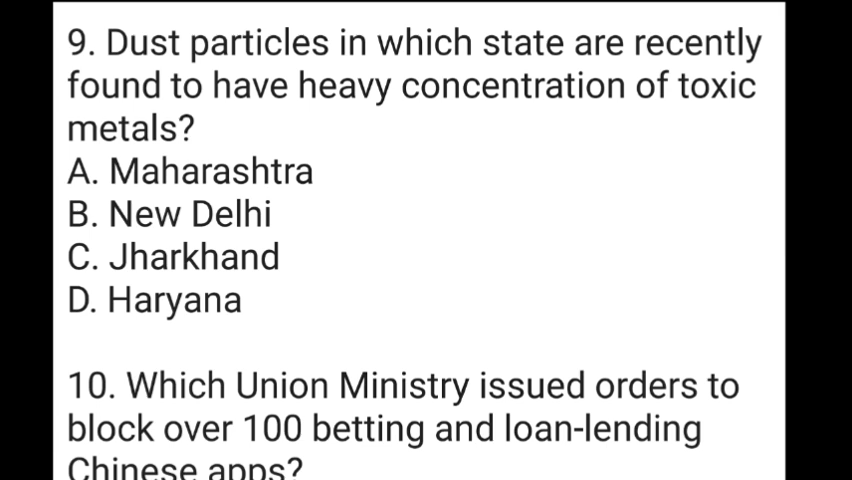 9. Dust particles in which state are recently
found to have heavy concentration of toxic
metals?
A. Maharashtra
B. New Delhi
C. Jharkhand
D. Haryana
10. Which Union Ministry issued orders to
block over 100 betting and loan-lending
Chinese apps?